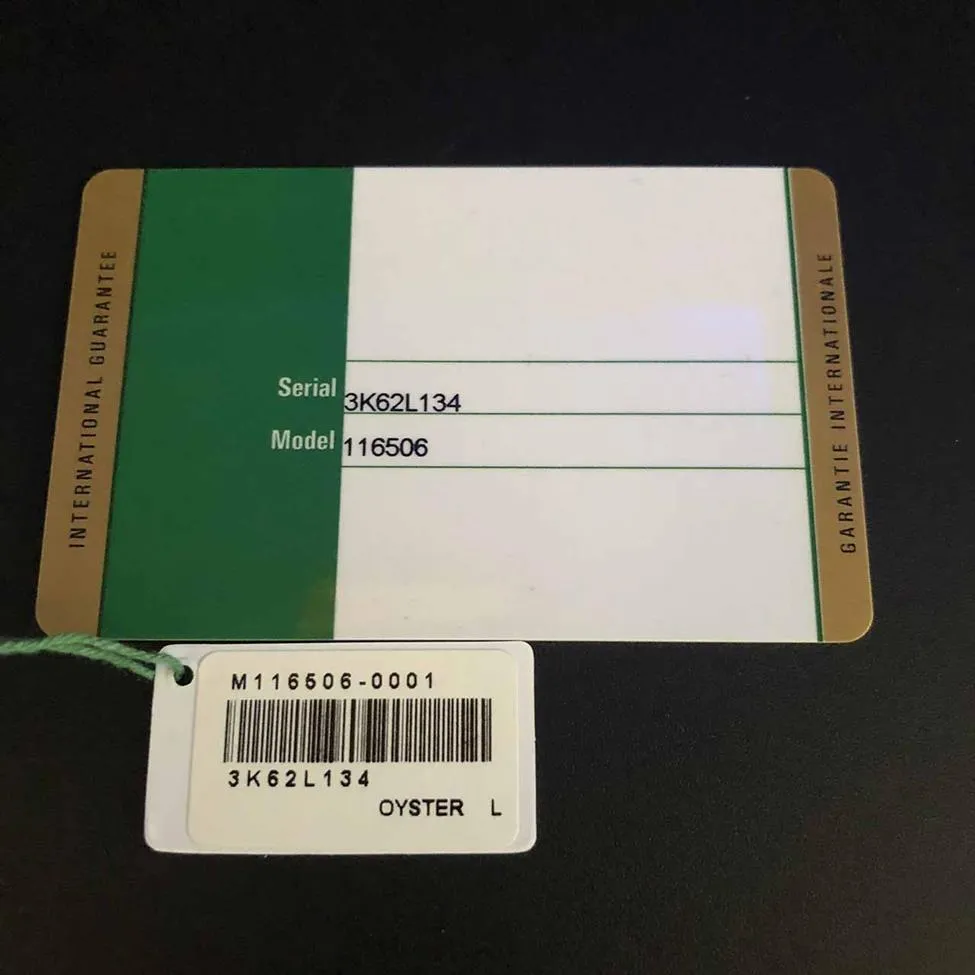 INTERNATIONAL GUARANTEE
Serial 3K62L134
Model 116506
GARANTIE INTERNATIONALE
M116506-0001
3K62L134
OYSTER L